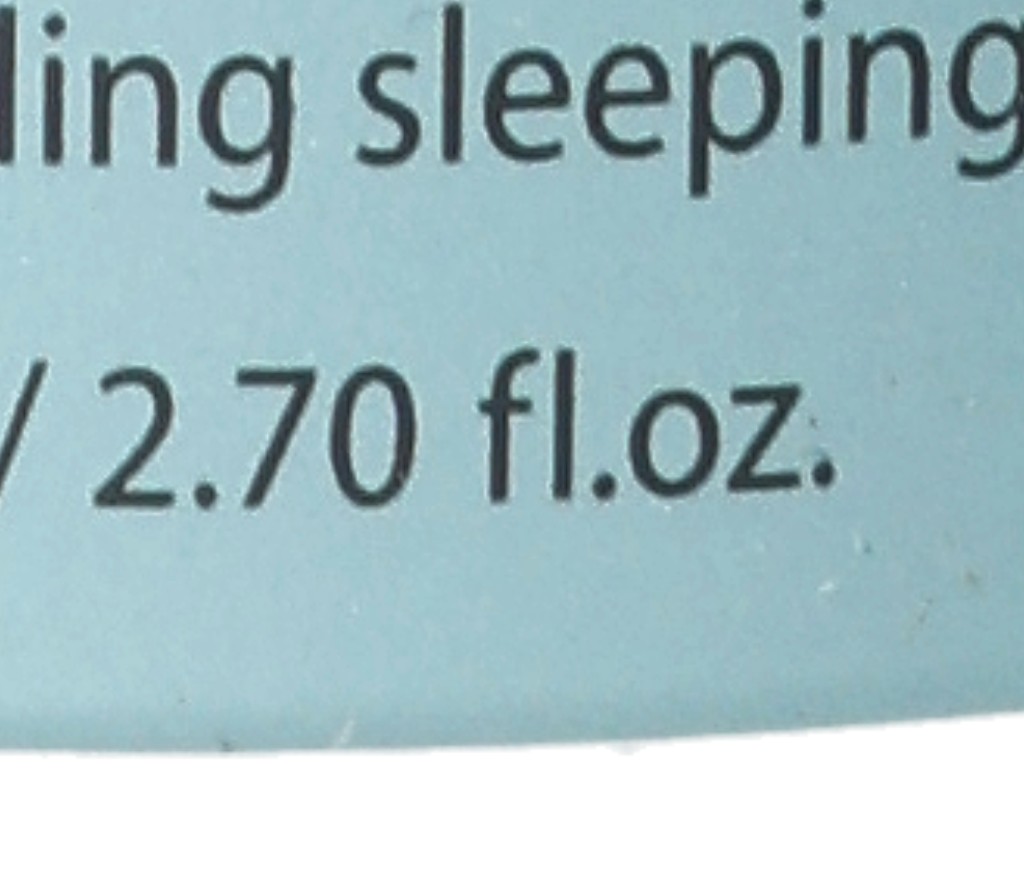 ling sleeping
/ 2.70 fl.oz.